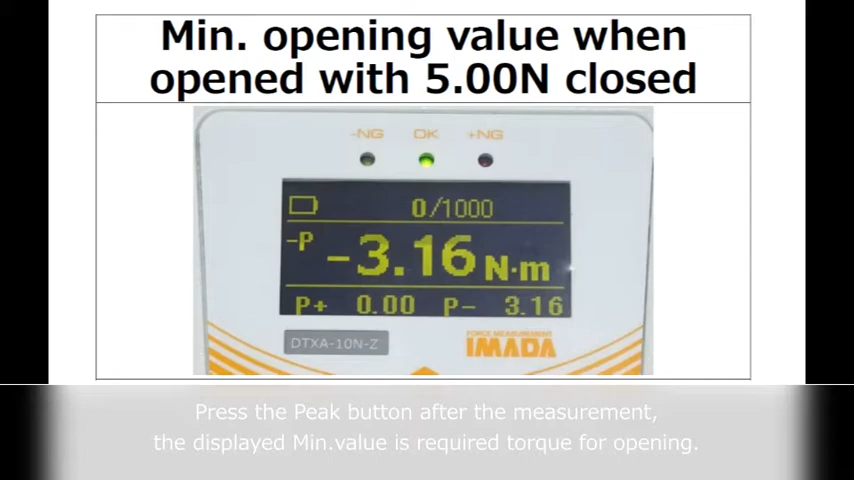 Min. opening value when
opened with 5.00N closed
-NG OK +NG
0/1000
-P -3.16 N·m
P+ 0.00 P- 3.16
DTXA-10N-Z
FORCE MEASUREMENT
IMADA
Press the Peak button after the measurement,
the displayed Min.value is required torque for opening.